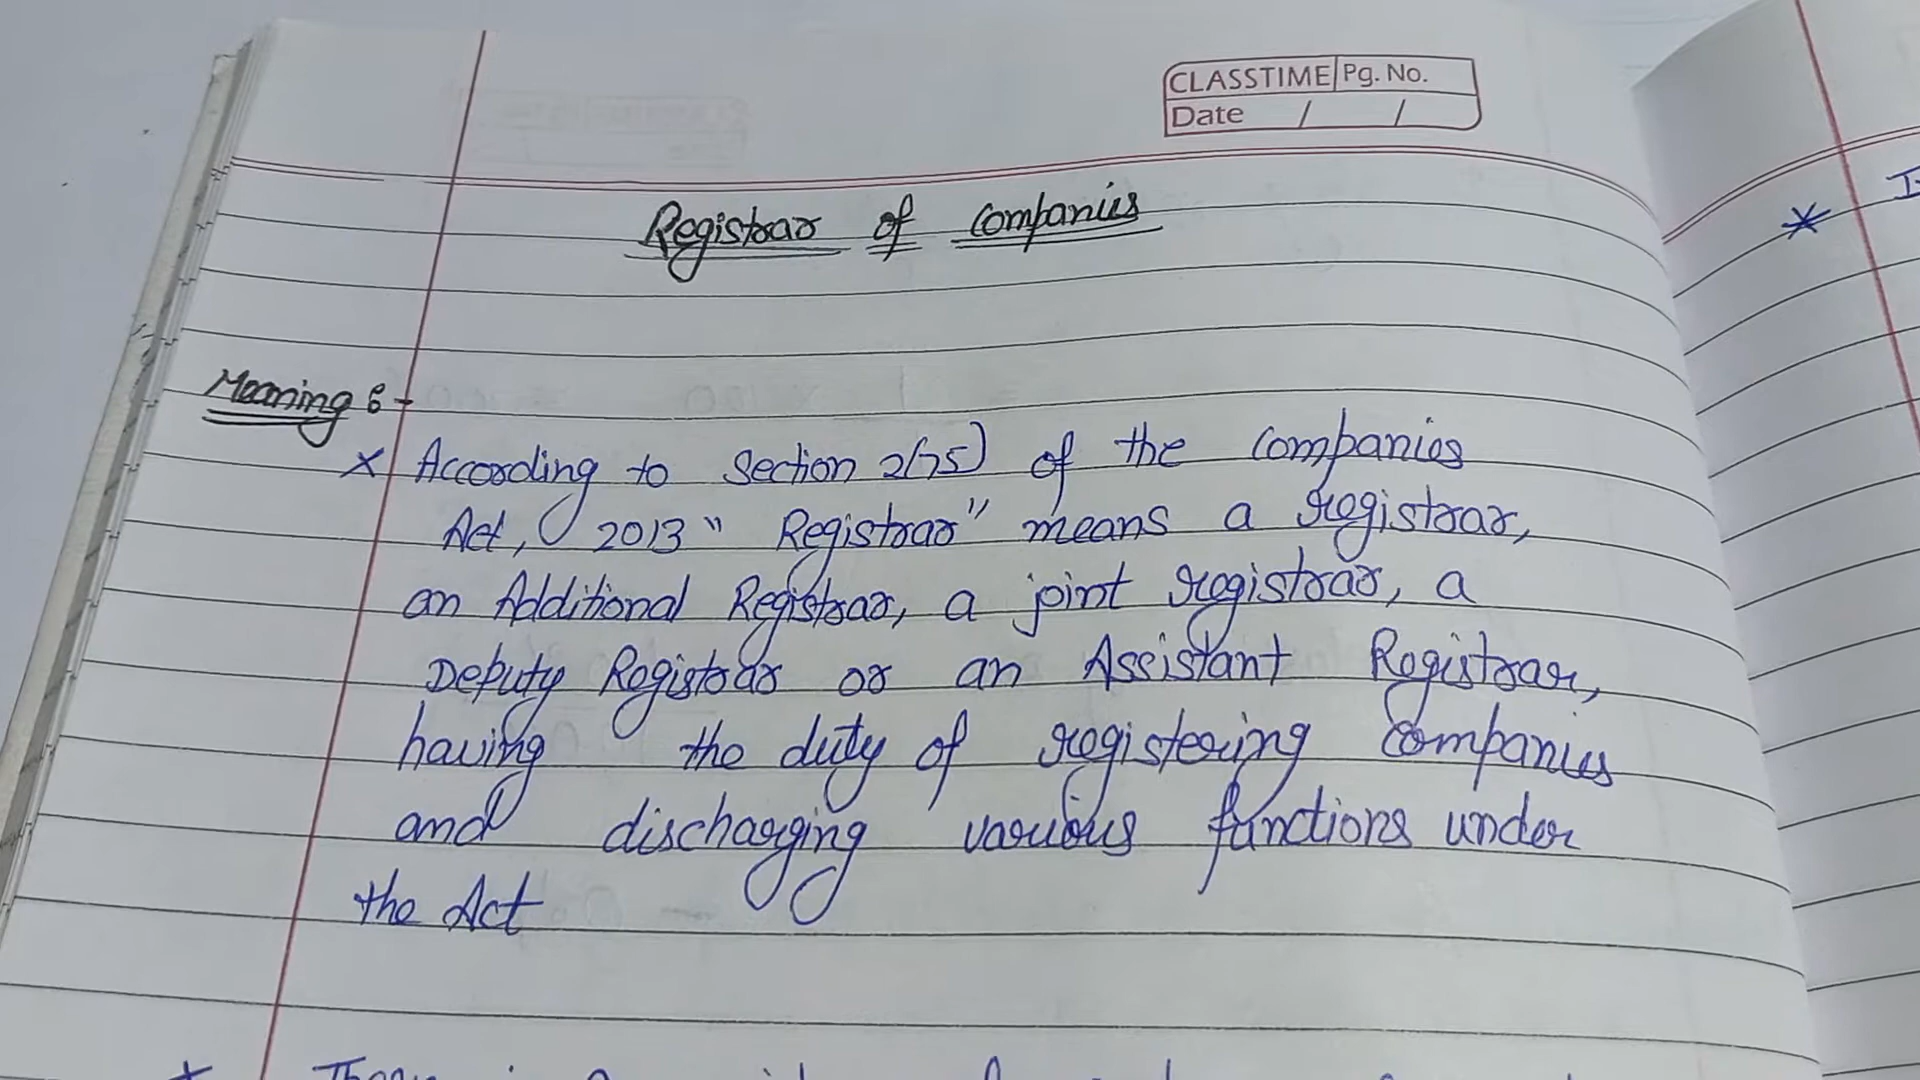 CLASSTIME Pg. No.
Date / /
Registrar of Companies
Meaning :-
x According to Section 2(75) of the Companies
Act, 2013 " Registrar" means a registrar,
an Additional Registrar, a joint registrar, a
Deputy Registrar or an Assistant Registrar,
having the duty of registering companies
and discharging various functions under
the Act